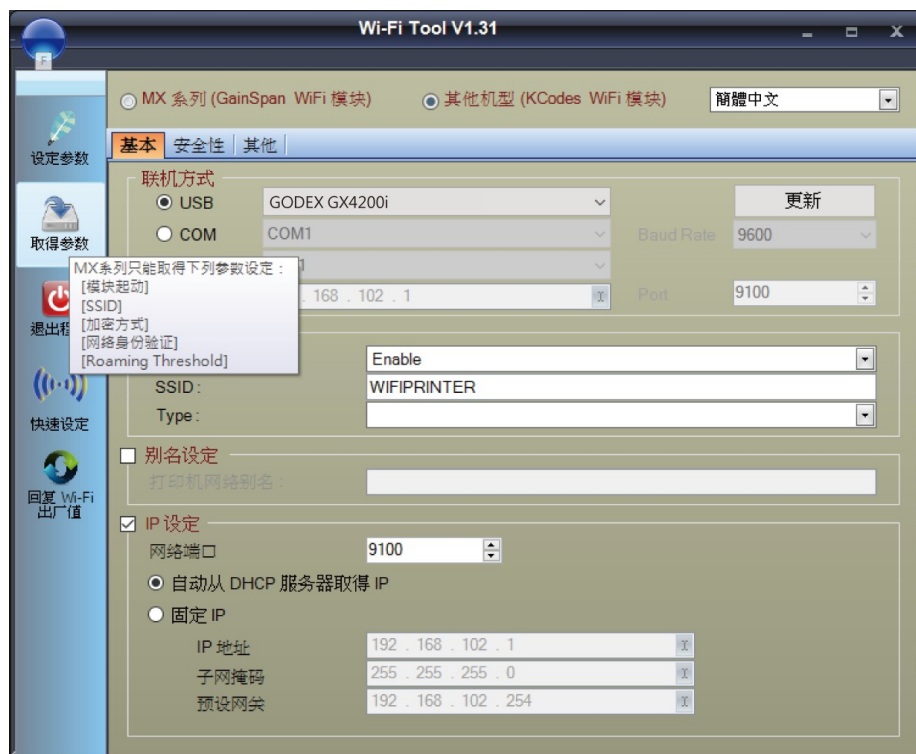 Wi-Fi Tool V1.31
F
MX 系列 (GainSpan WiFi 模块) 其他机型 (KCodes WiFi 模块) 簡體中文
设定参数
基本 安全性 其他
联机方式
USB GODEX GX4200i 更新
取得参数
COM COM1 Baud Rate 9600
MX系列只能取得下列参数设定：
[模块起动]
[SSID]
[加密方式]
[网络身份验证]
[Roaming Threshold]
1
. 168 . 102 . 1 Port 9100
退出程
Enable
SSID : WIFIPRINTER
Type :
快速设定
别名设定
打印机网络别名 :
回复 Wi-Fi
出厂值
IP 设定
网络端口 9100
自动从 DHCP 服务器取得 IP
固定 IP
IP 地址 192 . 168 . 102 . 1
子网掩码 255 . 255 . 255 . 0
预设网关 192 . 168 . 102 . 254